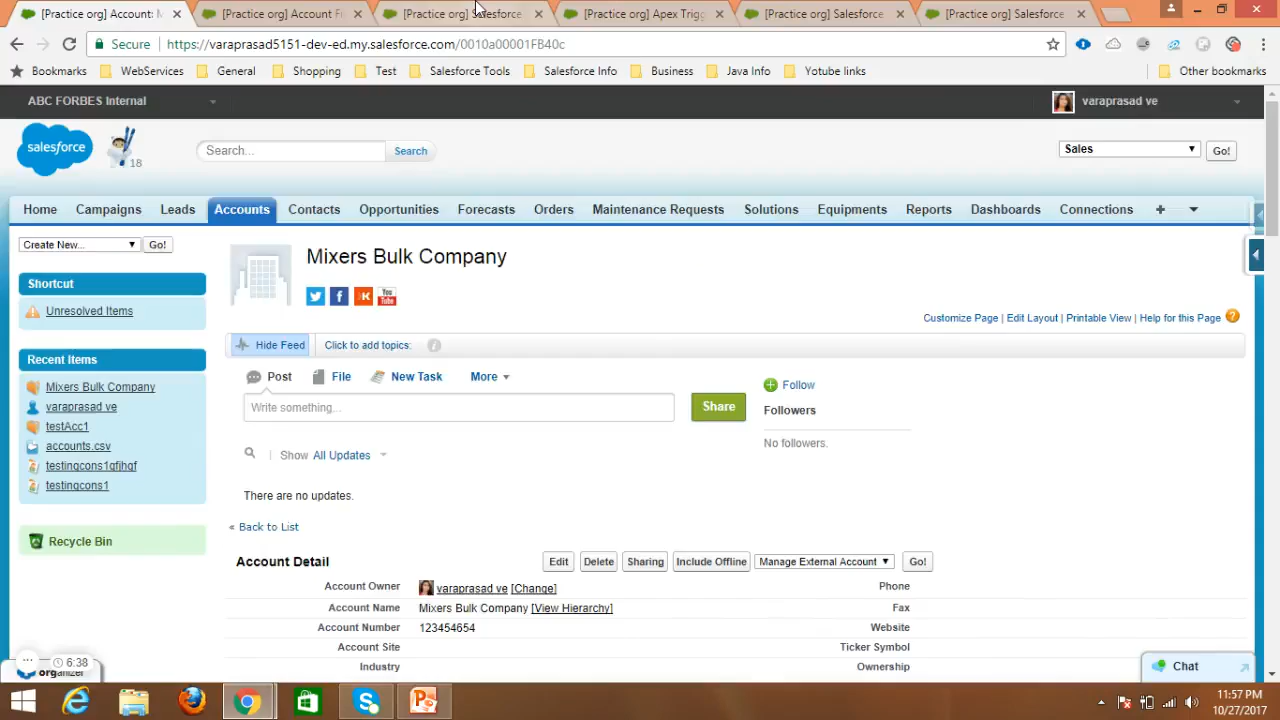 [Practice org] Account: M
[Practice org] Account F
[Practice org] Salesforce
[Practice org] Apex Trigg
[Practice org] Salesforce
[Practice org] Salesforce
Secure
https://varaprasad5151-dev-ed.my.salesforce.com/0010a00001FB40c
Bookmarks WebServices General Shopping Test Salesforce Tools Salesforce Info Business Java Info Yotube links Other bookmarks
ABC FORBES Internal
varaprasad ve
salesforce
18
Search...
Search
Sales
Go!
Home Campaigns Leads Accounts Contacts Opportunities Forecasts Orders Maintenance Requests Solutions Equipments Reports Dashboards Connections
Create New...
Go!
Shortcut
Unresolved Items
Recent Items
Mixers Bulk Company
varaprasad ve
testAcc1
accounts.csv
testingcons1gfjhgf
testingcons1
Recycle Bin
Mixers Bulk Company
You
Tube
Customize Page | Edit Layout | Printable View | Help for this Page
Hide Feed
Click to add topics:
Post File New Task More
Write something...
Share
Follow
Followers
No followers.
Show All Updates
There are no updates.
« Back to List
Account Detail
Edit Delete Sharing Include Offline Manage External Account Go!
Account Owner varaprasad ve [Change] Phone
Account Name Mixers Bulk Company [View Hierarchy] Fax
Account Number 123454654 Website
Account Site Ticker Symbol
Industry Ownership
6:38
organizer
Chat
11:57 PM
10/27/2017